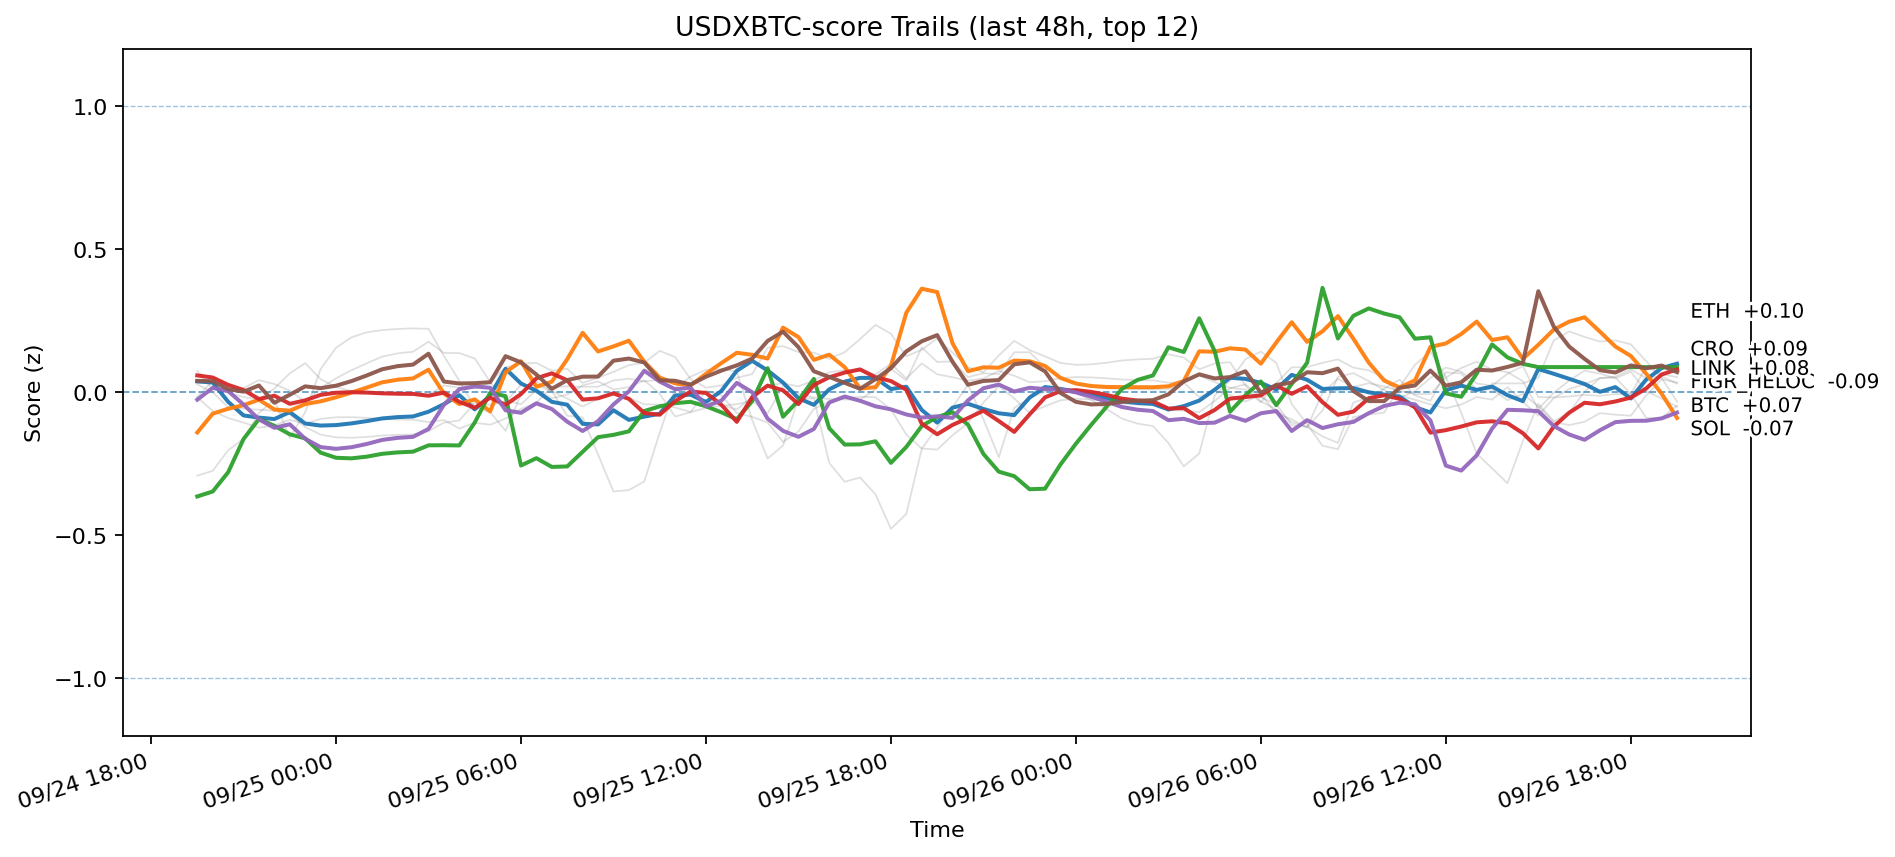 USDXBTC-score Trails (last 48h, top 12)
Score (z)
1.0
0.5
0.0
−0.5
−1.0
ETH +0.10
CRO +0.09
LINK +0.08
FIGR_HELOC -0.09
BTC +0.07
SOL -0.07
09/24 18:00
09/25 00:00
09/25 06:00
09/25 12:00
09/25 18:00
09/26 00:00
09/26 06:00
09/26 12:00
09/26 18:00
Time